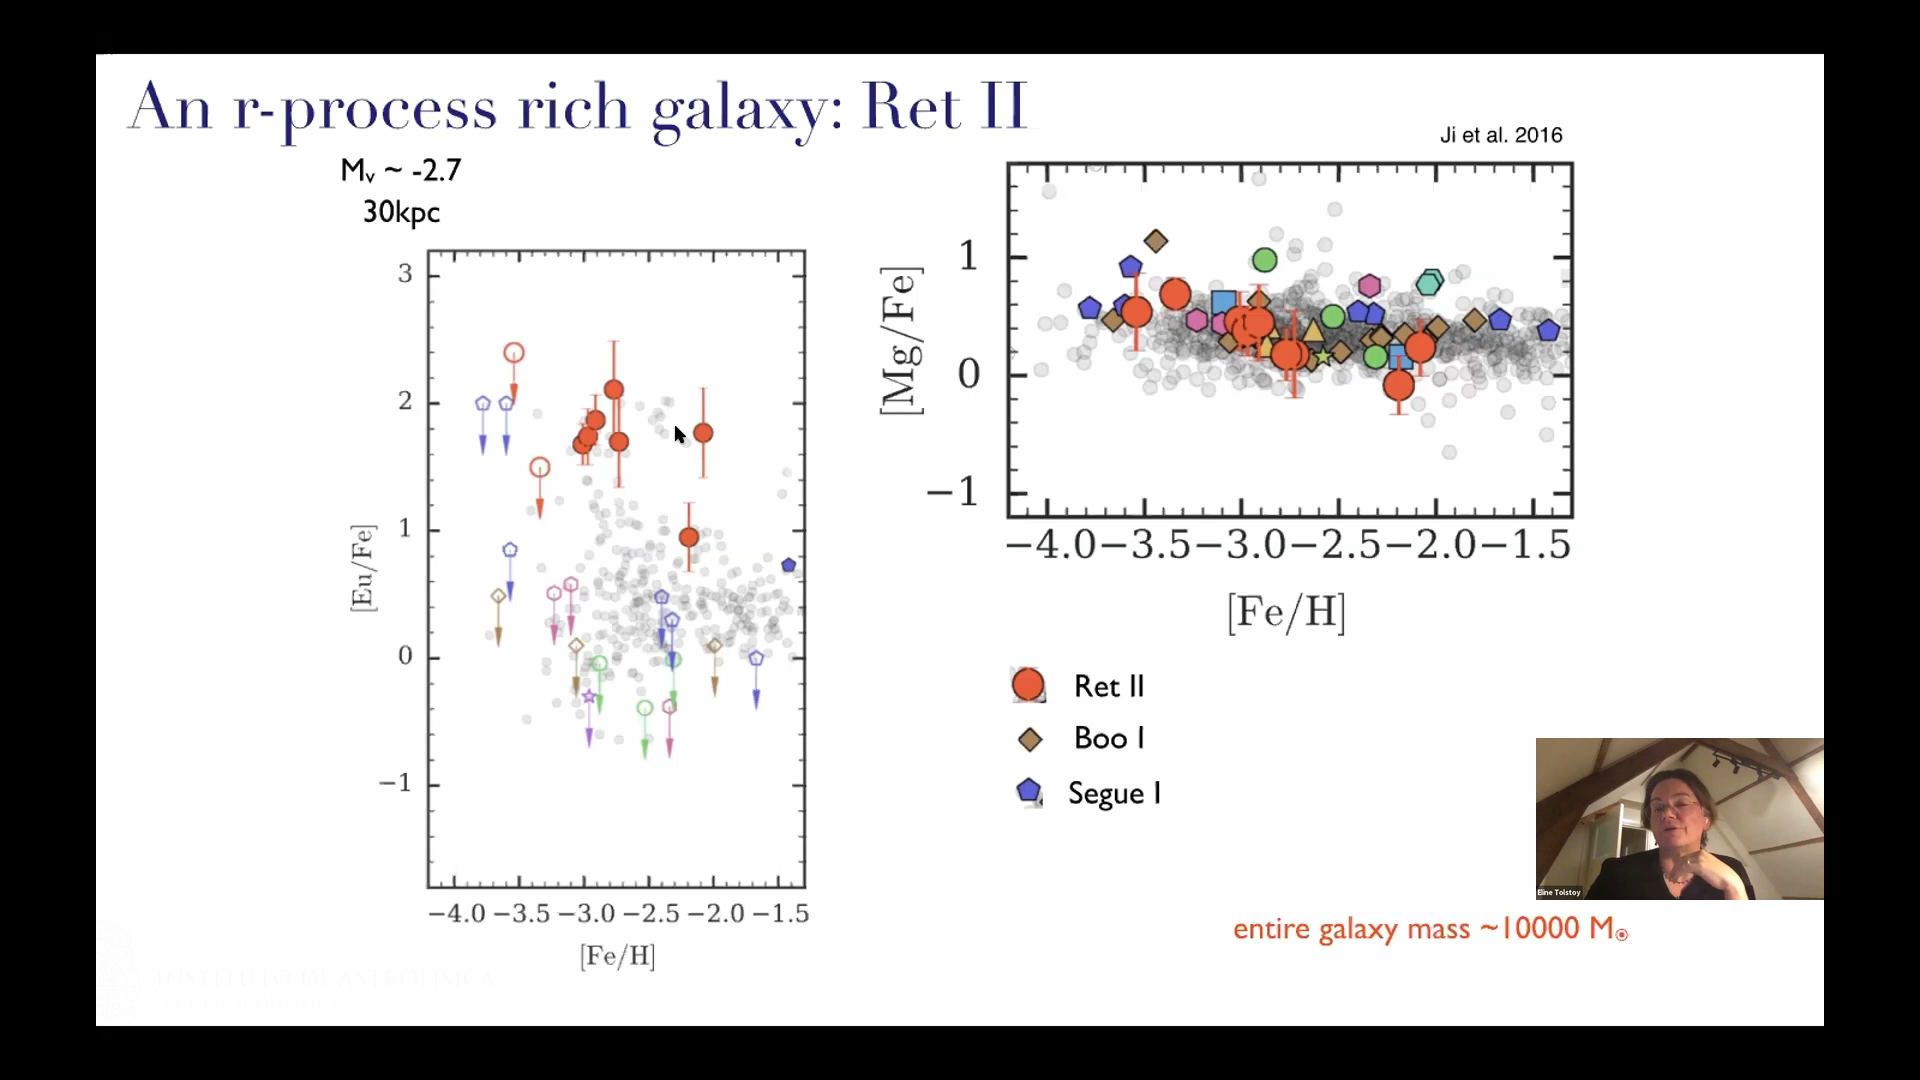 An r-process rich galaxy: Ret II
Mᵥ ~ -2.7
30kpc
Ji et al. 2016
3
2
1
0
−1
[Eu/Fe]
−4.0 −3.5 −3.0 −2.5 −2.0 −1.5
[Fe/H]
1
0
−1
[Mg/Fe]
−4.0 −3.5 −3.0 −2.5 −2.0 −1.5
[Fe/H]
Ret II
Boo I
Segue I
Eline Tolstoy
entire galaxy mass ~10000 M☉